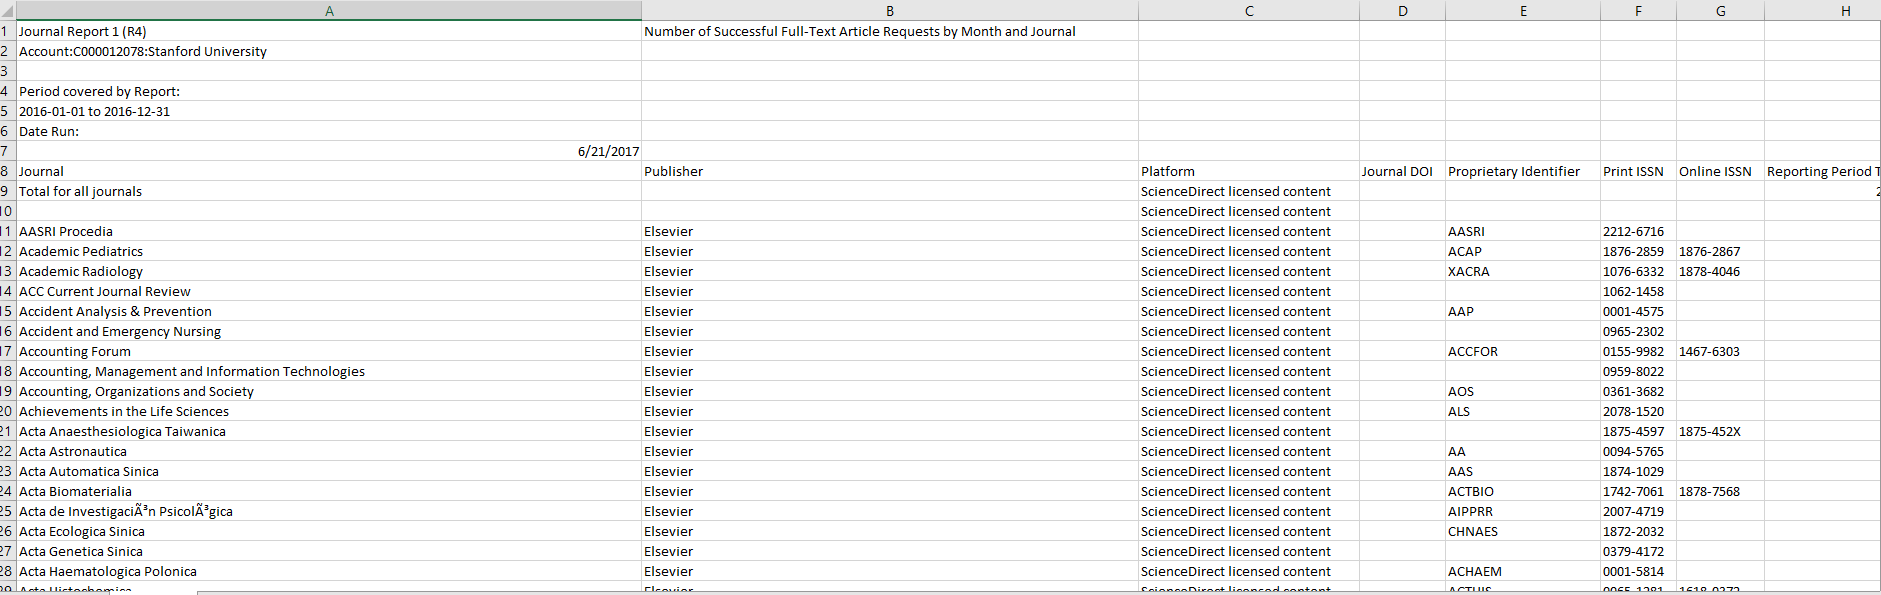 A B C D E F G H
1 Journal Report 1 (R4) Number of Successful Full-Text Article Requests by Month and Journal
2 Account:C000012078:Stanford University
3
4 Period covered by Report:
5 2016-01-01 to 2016-12-31
6 Date Run:
7 6/21/2017
8 Journal Publisher Platform Journal DOI Proprietary Identifier Print ISSN Online ISSN Reporting Period T
9 Total for all journals ScienceDirect licensed content 2
10 ScienceDirect licensed content
11 AASRI Procedia Elsevier ScienceDirect licensed content AASRI 2212-6716
12 Academic Pediatrics Elsevier ScienceDirect licensed content ACAP 1876-2859 1876-2867
13 Academic Radiology Elsevier ScienceDirect licensed content XACRA 1076-6332 1878-4046
14 ACC Current Journal Review Elsevier ScienceDirect licensed content 1062-1458
15 Accident Analysis & Prevention Elsevier ScienceDirect licensed content AAP 0001-4575
16 Accident and Emergency Nursing Elsevier ScienceDirect licensed content 0965-2302
17 Accounting Forum Elsevier ScienceDirect licensed content ACCFOR 0155-9982 1467-6303
18 Accounting, Management and Information Technologies Elsevier ScienceDirect licensed content 0959-8022
19 Accounting, Organizations and Society Elsevier ScienceDirect licensed content AOS 0361-3682
20 Achievements in the Life Sciences Elsevier ScienceDirect licensed content ALS 2078-1520
21 Acta Anaesthesiologica Taiwanica Elsevier ScienceDirect licensed content 1875-4597 1875-452X
22 Acta Astronautica Elsevier ScienceDirect licensed content AA 0094-5765
23 Acta Automatica Sinica Elsevier ScienceDirect licensed content AAS 1874-1029
24 Acta Biomaterialia Elsevier ScienceDirect licensed content ACTBIO 1742-7061 1878-7568
25 Acta de InvestigaciÃ³n PsicolÃ³gica Elsevier ScienceDirect licensed content AIPPRR 2007-4719
26 Acta Ecologica Sinica Elsevier ScienceDirect licensed content CHNAES 1872-2032
27 Acta Genetica Sinica Elsevier ScienceDirect licensed content 0379-4172
28 Acta Haematologica Polonica Elsevier ScienceDirect licensed content ACHAEM 0001-5814
29 Acta Histochemica Elsevier ScienceDirect licensed content ACTHIS 0065-1281 1618-0372